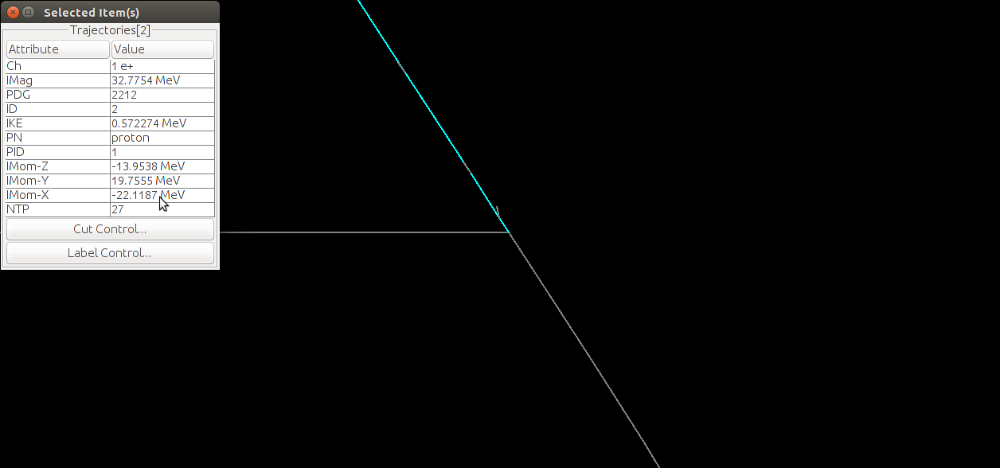 Selected Item(s)
Trajectories[2]
Attribute Value
Ch 1 e+
IMag 32.7754 MeV
PDG 2212
ID 2
IKE 0.572274 MeV
PN proton
PID 1
IMom-Z -13.9538 MeV
IMom-Y 19.7555 MeV
IMom-X -22.1187 MeV
NTP 27
Cut Control...
Label Control...